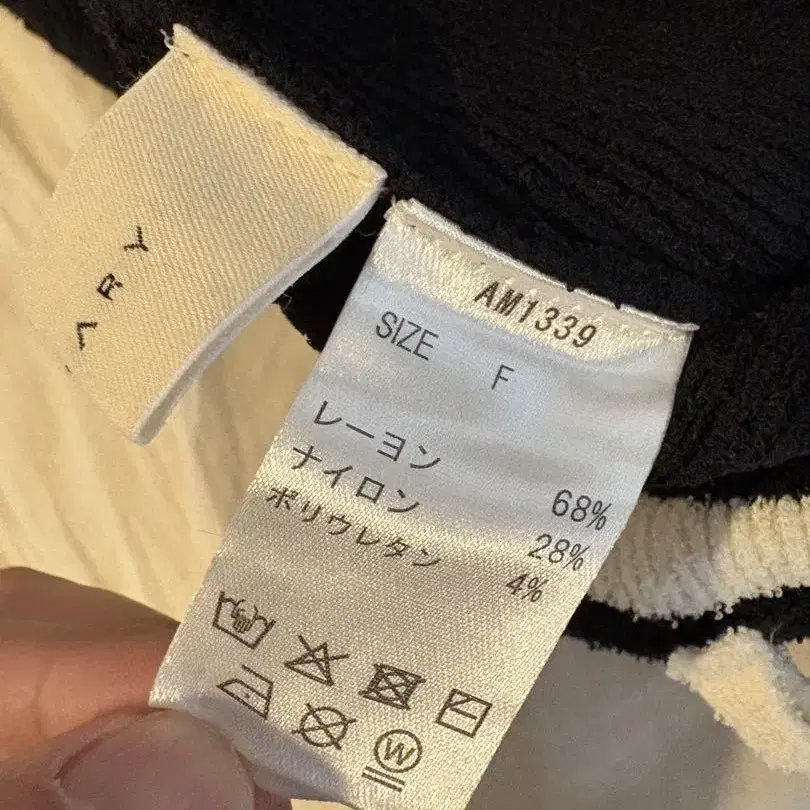 ARY
AM1339
SIZE F
レーヨン 68%
ナイロン 28%
ポリウレタン 4%
W